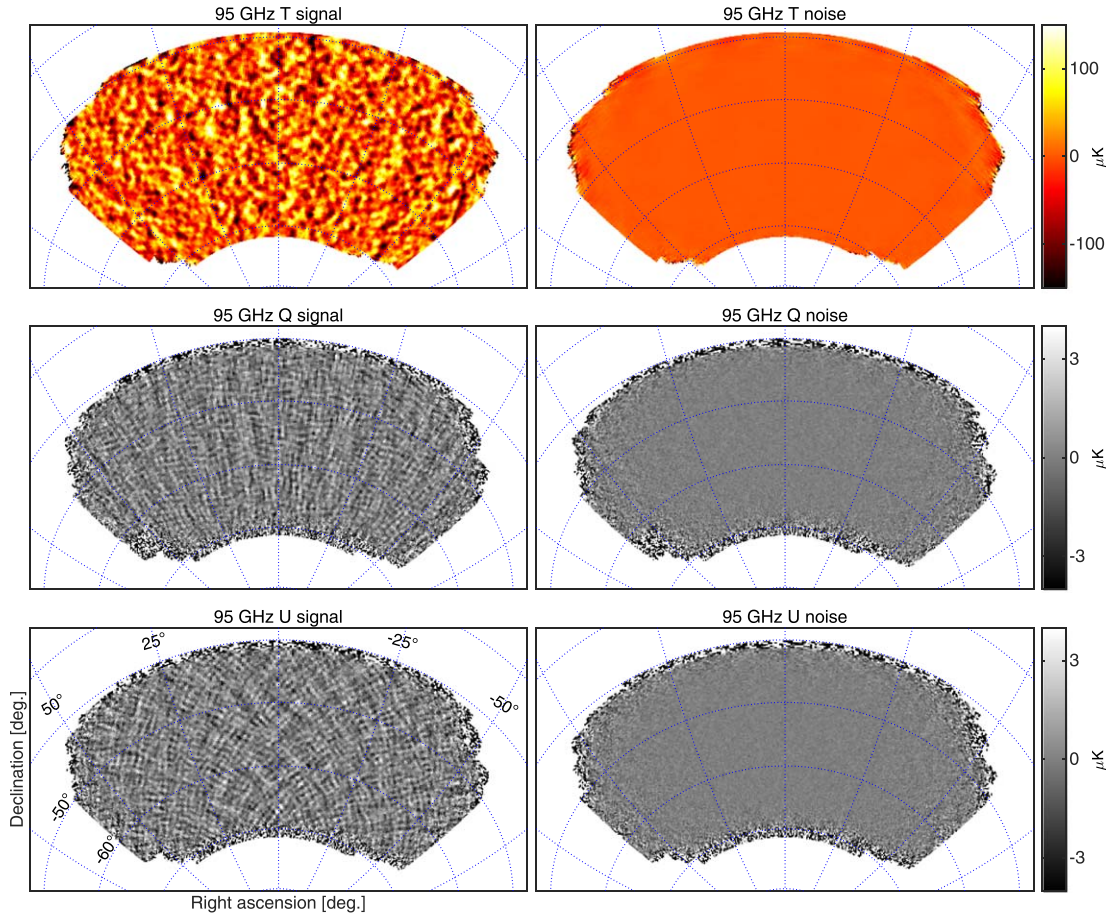 95 GHz T signal
95 GHz T noise
100
0
-100
μK
95 GHz Q signal
95 GHz Q noise
3
0
-3
μK
95 GHz U signal
95 GHz U noise
25°
-25°
50°
-50°
-50°
-60°
3
0
-3
μK
Declination [deg.]
Right ascension [deg.]